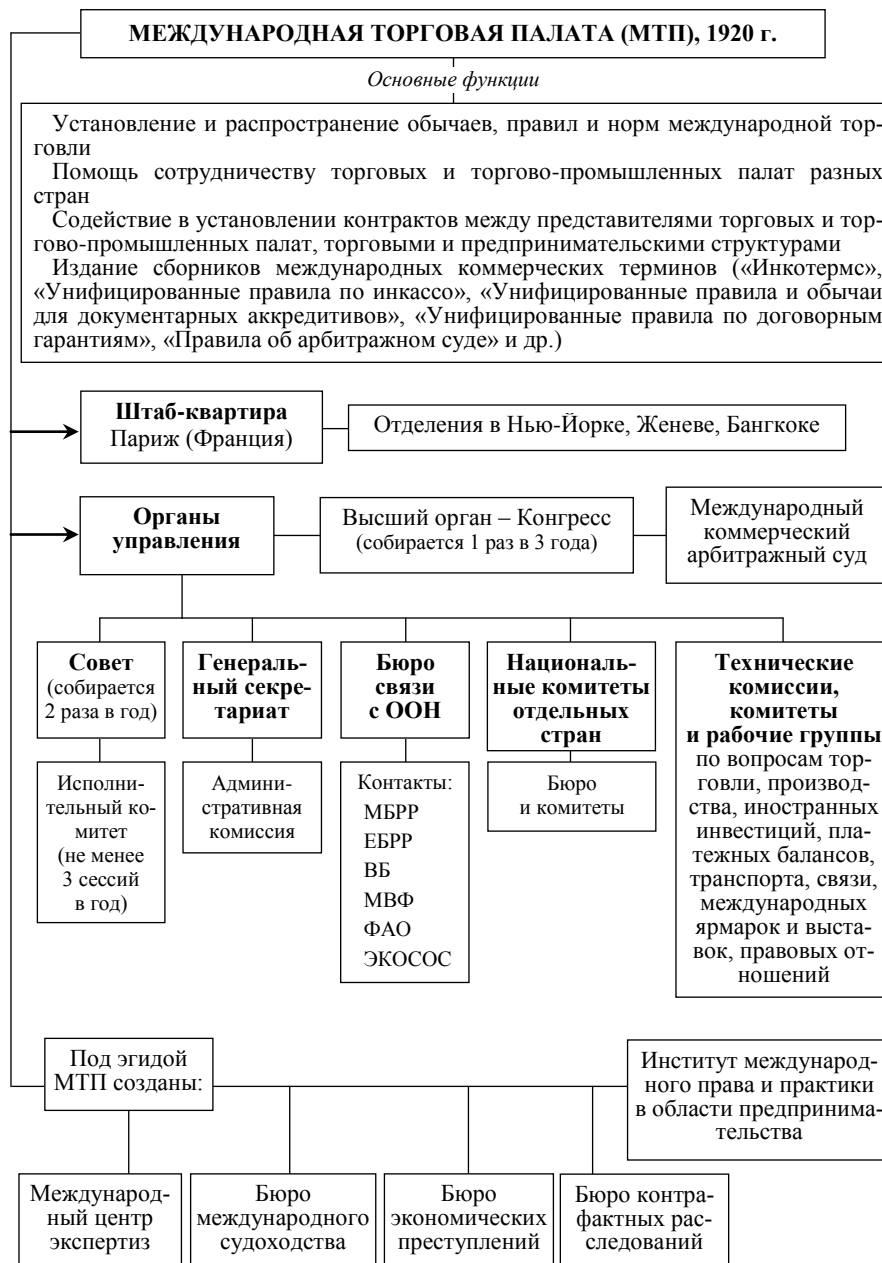 МЕЖДУНАРОДНАЯ ТОРГОВАЯ ПАЛАТА (МТП), 1920 г.
Основные функции
Установление и распространение обычаев, правил и норм международной тор-
говли
Помощь сотрудничеству торговых и торгово-промышленных палат разных
стран
Содействие в установлении контрактов между представителями торговых и тор-
гово-промышленных палат, торговыми и предпринимательскими структурами
Издание сборников международных коммерческих терминов («Инкотермс»,
«Унифицированные правила по инкассо», «Унифицированные правила и обычаи
для документарных аккредитивов», «Унифицированные правила по договорным
гарантиям», «Правила об арбитражном суде» и др.)
Штаб-квартира
Париж (Франция)
Отделения в Нью-Йорке, Женеве, Бангкоке
Органы
управления
Высший орган – Конгресс
(собирается 1 раз в 3 года)
Международный
коммерческий
арбитражный суд
Совет
(собирается
2 раза в год)
Генераль-
ный секре-
тариат
Бюро
связи
с ООН
Националь-
ные комитеты
отдельных
стран
Технические
комиссии,
комитеты
и рабочие группы
по вопросам тор-
говли, производ-
ства, иностранных
инвестиций, пла-
тежных балансов,
транспорта, связи,
международных
ярмарок и выста-
вок, правовых от-
ношений
Исполни-
тельный ко-
митет
(не менее
3 сессий
в год)
Админи-
стративная
комиссия
Контакты:
МБРР
ЕБРР
ВБ
МВФ
ФАО
ЭКОСОС
Бюро
и комитеты
Под эгидой
МТП созданы:
Институт международ-
ного права и практики
в области предпринима-
тельства
Международ-
ный центр
экспертиз
Бюро
международного
судоходства
Бюро
экономических
преступлений
Бюро контра-
фактных рас-
следований